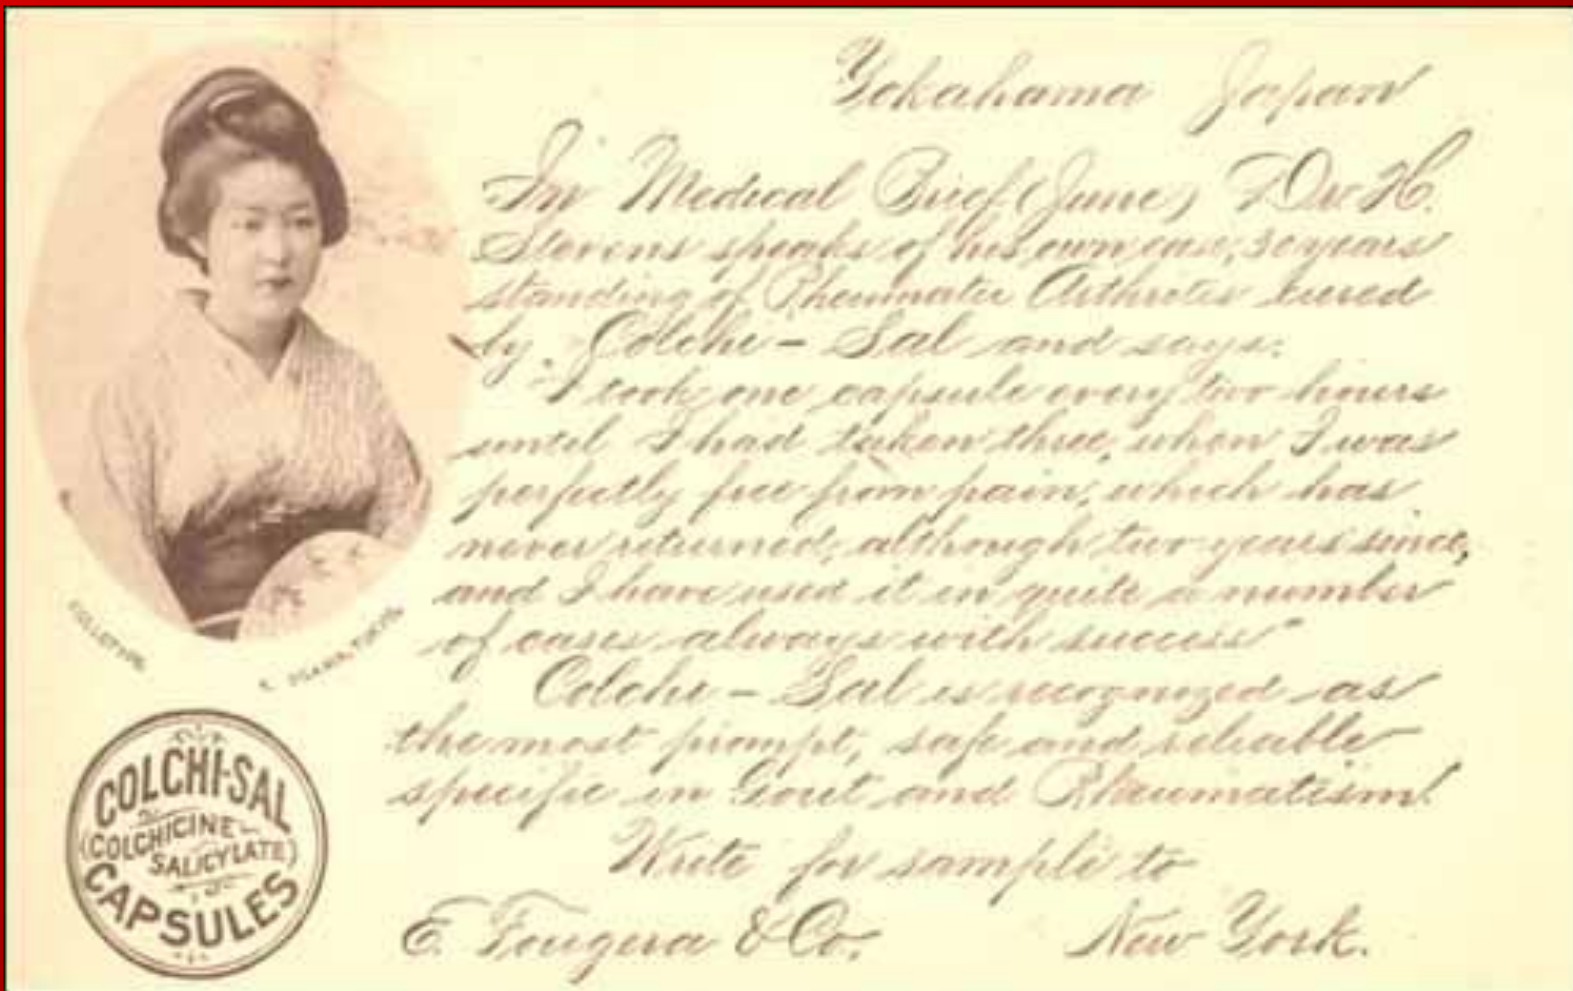 Yokahama Japan
In Medical Brief (June) Dr. H.
Stevens speaks of his own case, 30 years
standing of Rheumatic Arthritis cured
by Colchi-Sal and says:
"I took one capsule every two hours
until I had taken three, when I was
perfectly free from pain, which has
never returned, although two years since,
and I have used it in quite a number
of cases always with success"
Colchi-Sal is recognized as
the most prompt, safe and reliable
specific in Gout and Rheumatism.
Write for sample to
E. Fougera & Co. New York.
COLLOTYPE
K. OGAWA, TOKYO.
COLCHI-SAL
(COLCHICINE
SALICYLATE)
CAPSULES